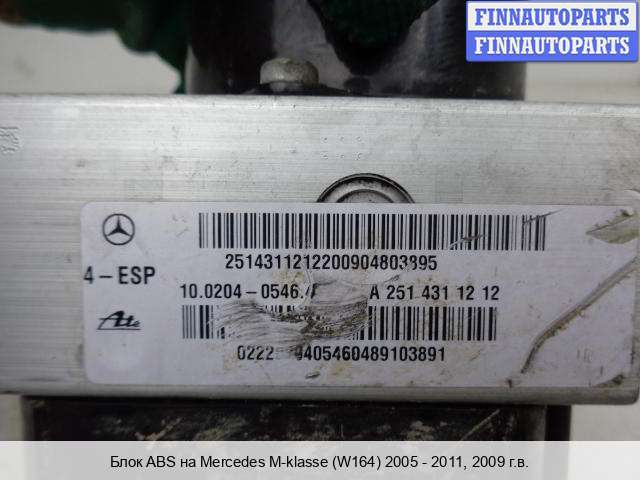 FINNAUTOPARTS
FINNAUTOPARTS
2514311212200904803895
4-ESP
10.0204-0546. A 251 431 12 12
Ate
0222 405460489103891
Блок ABS на Mercedes M-klasse (W164) 2005 - 2011, 2009 г.в.